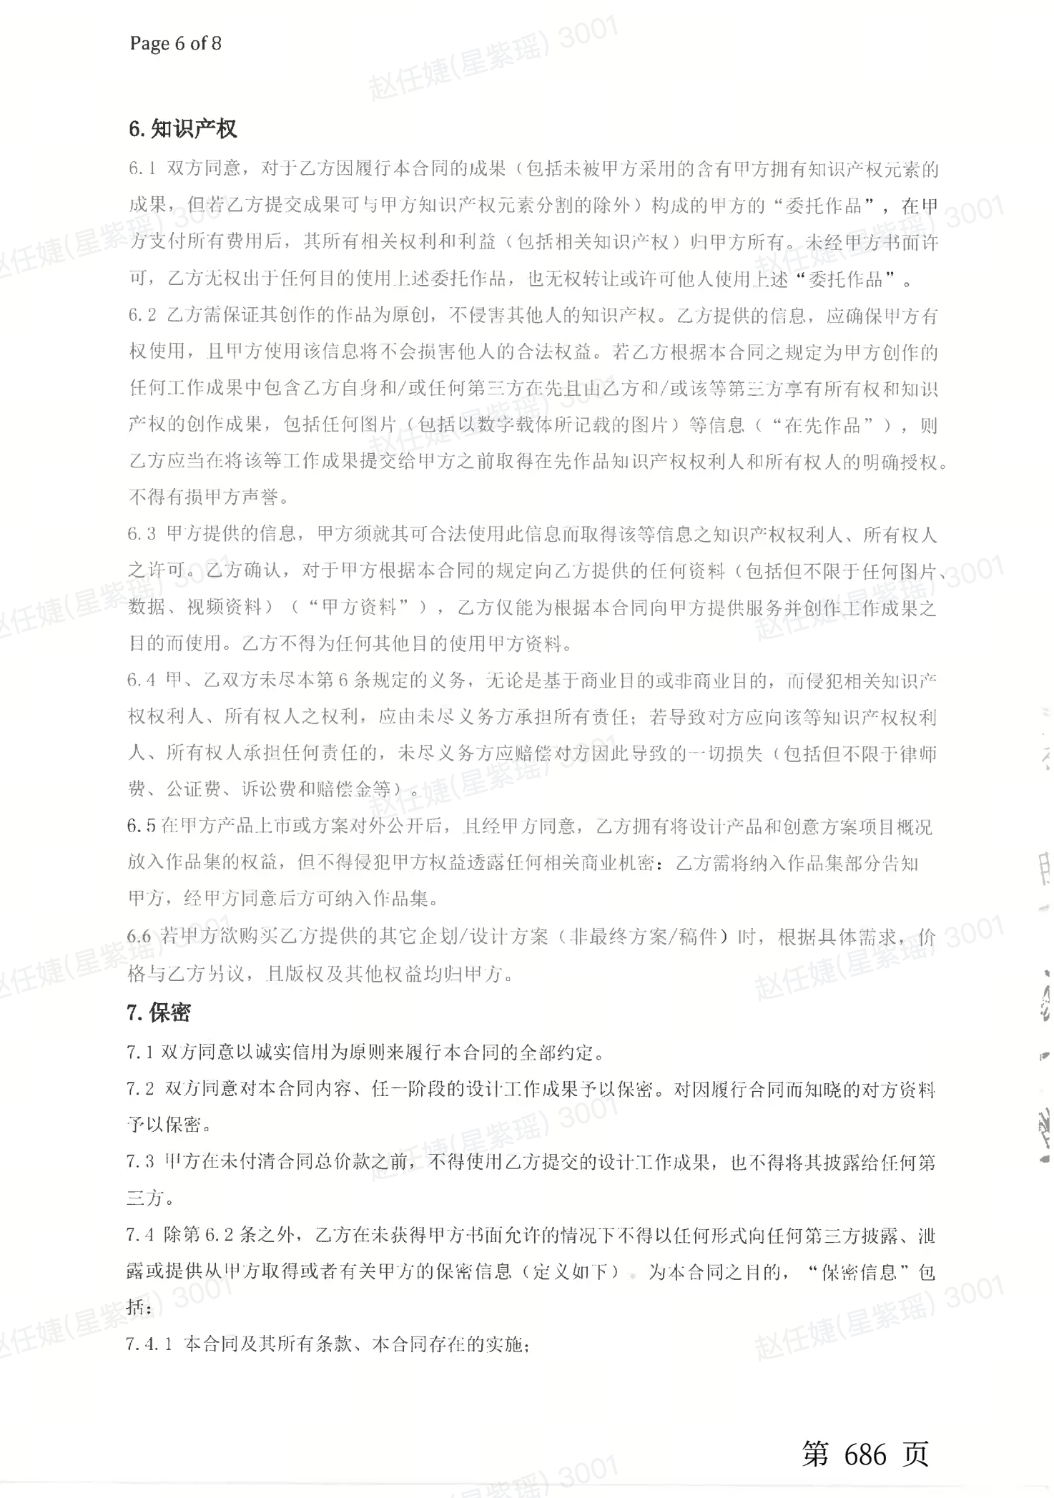 Page 6 of 8
6. 知识产权
6.1 双方同意，对于乙方因履行本合同的成果（包括未被甲方采用的含有甲方拥有知识产权元素的
成果，但若乙方提交成果可与甲方知识产权元素分割的除外）构成的甲方的“委托作品”，在甲
方支付所有费用后，其所有相关权利和利益（包括相关知识产权）归甲方所有。未经甲方书面许
可，乙方无权出于任何目的使用上述委托作品，也无权转让或许可他人使用上述“委托作品”。
6.2 乙方需保证其创作的作品为原创，不侵害其他人的知识产权。乙方提供的信息，应确保甲方有
权使用，且甲方使用该信息将不会损害他人的合法权益。若乙方根据本合同之规定为甲方创作的
任何工作成果中包含乙方自身和/或任何第三方在先且由乙方和/或该等第三方享有所有权和知识
产权的创作成果，包括任何图片（包括以数字载体所记载的图片）等信息（“在先作品”），则
乙方应当在将该等工作成果提交给甲方之前取得在先作品知识产权权利人和所有权人的明确授权。
不得有损甲方声誉。
6.3 甲方提供的信息，甲方须就其可合法使用此信息而取得该等信息之知识产权权利人、所有权人
之许可。乙方确认，对于甲方根据本合同的规定向乙方提供的任何资料（包括但不限于任何图片、
数据、视频资料）（“甲方资料”），乙方仅能为根据本合同向甲方提供服务并创作工作成果之
目的而使用。乙方不得为任何其他目的使用甲方资料。
6.4 甲、乙双方未尽本第6条规定的义务，无论是基于商业目的或非商业目的，而侵犯相关知识产
权权利人、所有权人之权利，应由未尽义务方承担所有责任；若导致对方应向该等知识产权权利
人、所有权人承担任何责任的，未尽义务方应赔偿对方因此导致的一切损失（包括但不限于律师
费、公证费、诉讼费和赔偿金等）。
6.5 在甲方产品上市或方案对外公开后，且经甲方同意，乙方拥有将设计产品和创意方案项目概况
放入作品集的权益，但不得侵犯甲方权益透露任何相关商业机密：乙方需将纳入作品集部分告知
甲方，经甲方同意后方可纳入作品集。
6.6 若甲方欲购买乙方提供的其它企划/设计方案（非最终方案/稿件）时，根据具体需求，价
格与乙方另议，且版权及其他权益均归甲方。
7. 保密
7.1 双方同意以诚实信用为原则来履行本合同的全部约定。
7.2 双方同意对本合同内容、任一阶段的设计工作成果予以保密。对因履行合同而知晓的对方资料
予以保密。
7.3 甲方在未付清合同总价款之前，不得使用乙方提交的设计工作成果，也不得将其披露给任何第
三方。
7.4 除第 6.2 条之外，乙方在未获得甲方书面允许的情况下不得以任何形式向任何第三方披露、泄
露或提供从甲方取得或者有关甲方的保密信息（定义如下）。为本合同之目的，“保密信息”包
括：
7.4.1 本合同及其所有条款、本合同存在的实施；
第 686 页
赵任婕(星紫瑶) 3001